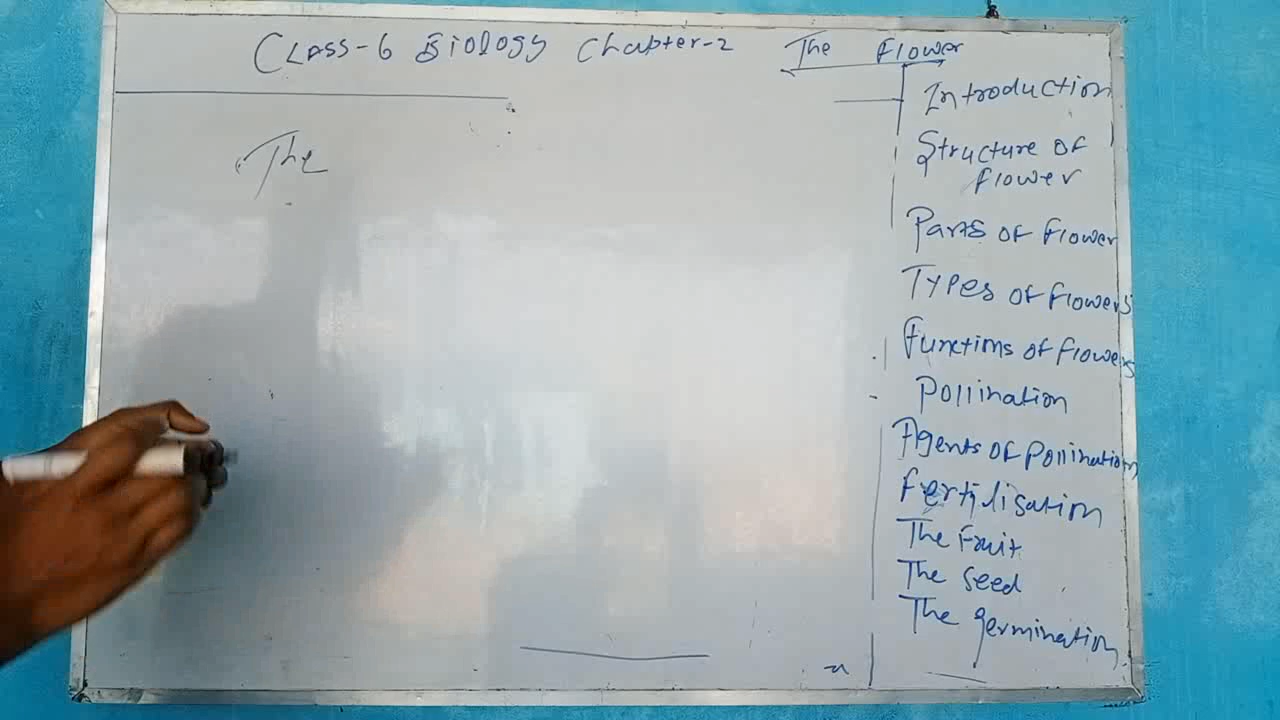 Class-6 Biology Chapter-2 The Flower
The
Introduction
Structure of
flower
Parts of flower
Types of flowers
Functions of flowers
Pollination
Agents of pollination
Fertilisation
The Fruit
The seed
The germination